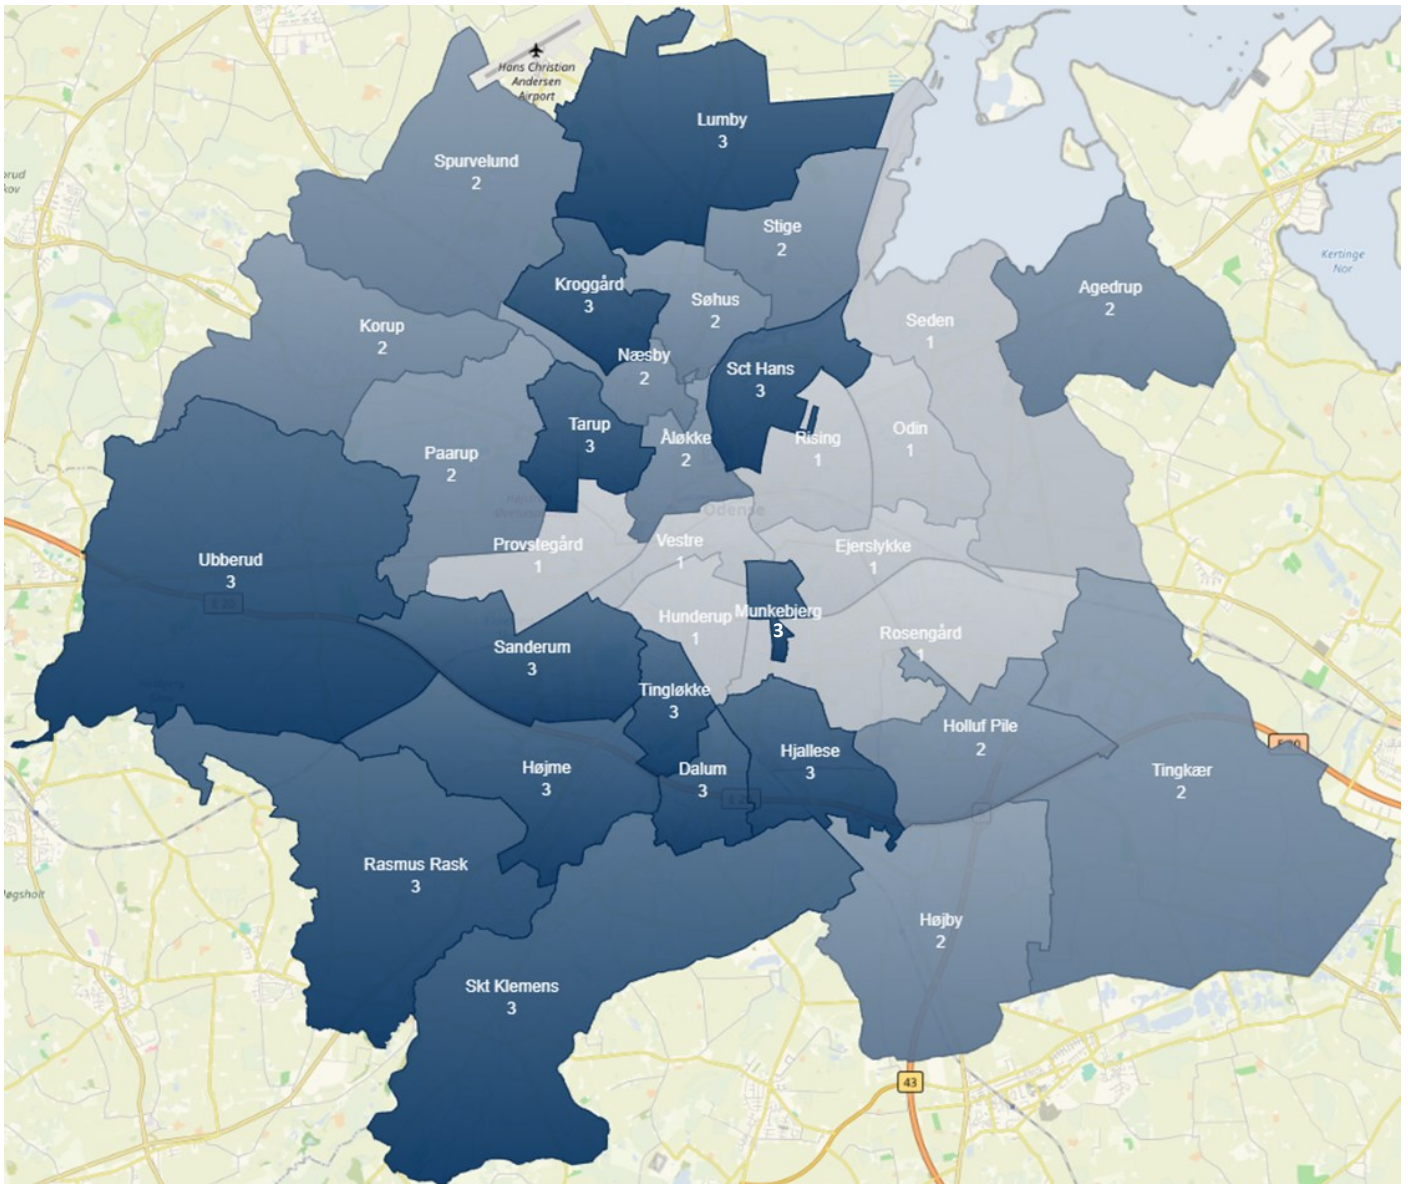 Hans Christian
Andersen
Airport
Lumby
3
Spurvelund
2
Stige
2
Kertinge
Nor
Kroggård
3
Agedrup
2
Søhus
2
Seden
1
Korup
2
Næsby
2
Sct Hans
3
Tarup
3
Åløkke
2
Rising
1
Odin
1
Paarup
2
Odense
Provstegård
1
Vestre
1
Ejerslykke
1
Ubberud
3
E 20
Munkebjerg
3
Hunderup
1
Rosengård
1
Sanderum
3
Tingløkke
3
Holluf Pile
2
E 20
Hjallese
3
Højme
3
Dalum
3
Tingkær
2
Rasmus Rask
3
Højby
2
Skt Klemens
3
43